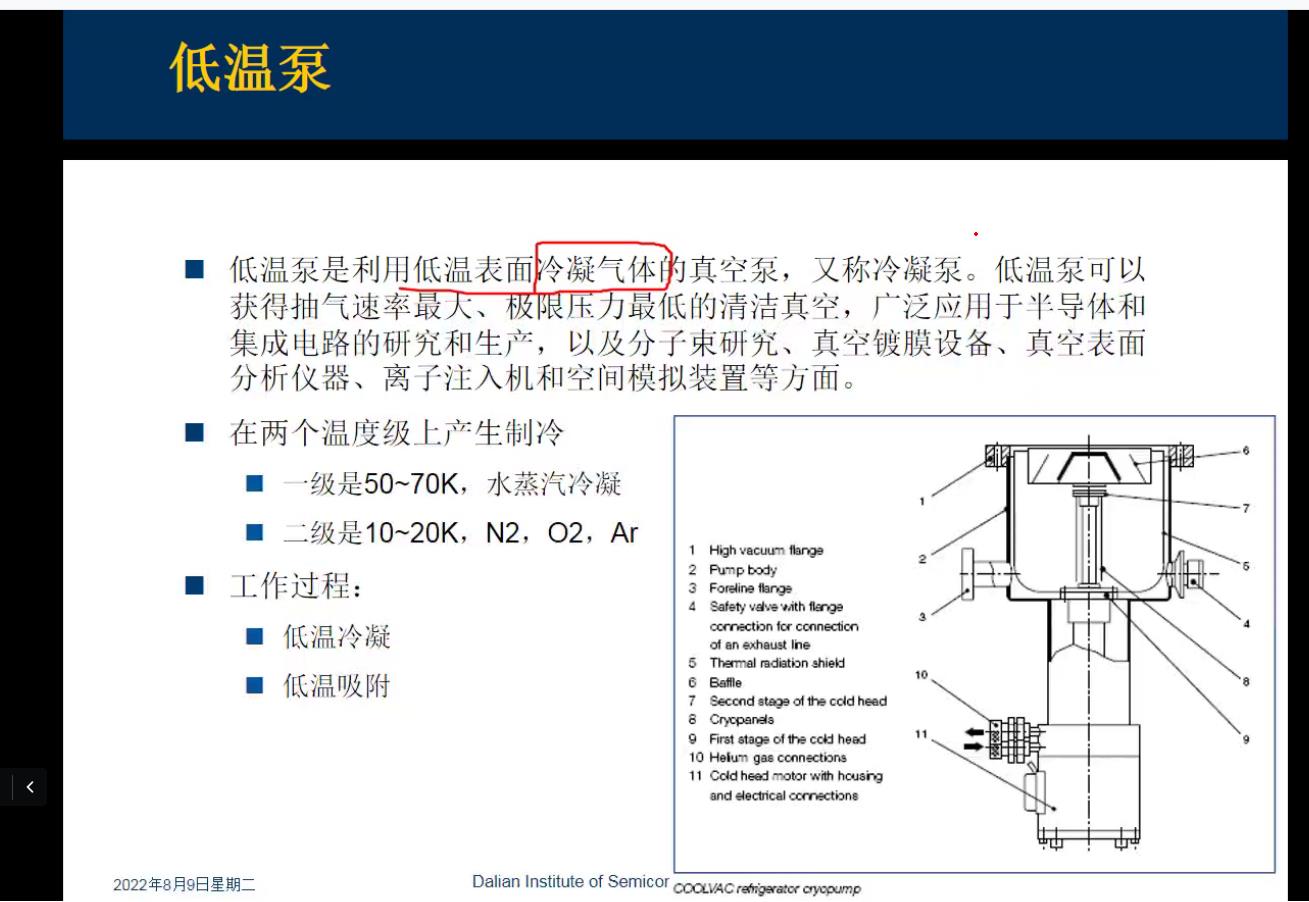 低温泵
低温泵是利用低温表面冷凝气体的真空泵，又称冷凝泵。低温泵可以
获得抽气速率最大、极限压力最低的清洁真空，广泛应用于半导体和
集成电路的研究和生产，以及分子束研究、真空镀膜设备、真空表面
分析仪器、离子注入机和空间模拟装置等方面。
在两个温度级上产生制冷
一级是50~70K，水蒸汽冷凝
二级是10~20K，N2，O2，Ar
工作过程：
低温冷凝
低温吸附
1 High vacuum flange
2 Pump body
3 Foreline flange
4 Safety valve with flange
connection for connection
of an exhaust line
5 Thermal radiation shield
6 Baffle
7 Second stage of the cold head
8 Cryopanels
9 First stage of the cold head
10 Helium gas connections
11 Cold head motor with housing
and electrical connections
1
2
3
10
11
6
7
5
4
8
9
2022年8月9日星期二
Dalian Institute of Semicor
COOLVAC refrigerator cryopump